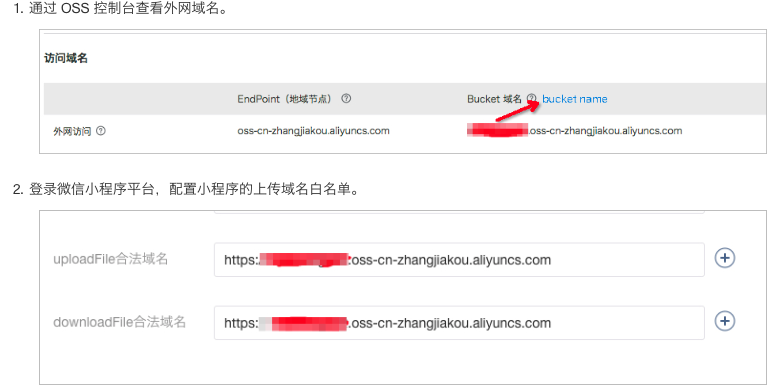 1. 通过 OSS 控制台查看外网域名。
访问域名
EndPoint（地域节点） ? Bucket 域名 ? bucket name
外网访问 ? oss-cn-zhangjiakou.aliyuncs.com .oss-cn-zhangjiakou.aliyuncs.com
2. 登录微信小程序平台，配置小程序的上传域名白名单。
uploadFile合法域名 https: .oss-cn-zhangjiakou.aliyuncs.com
downloadFile合法域名 https: .oss-cn-zhangjiakou.aliyuncs.com